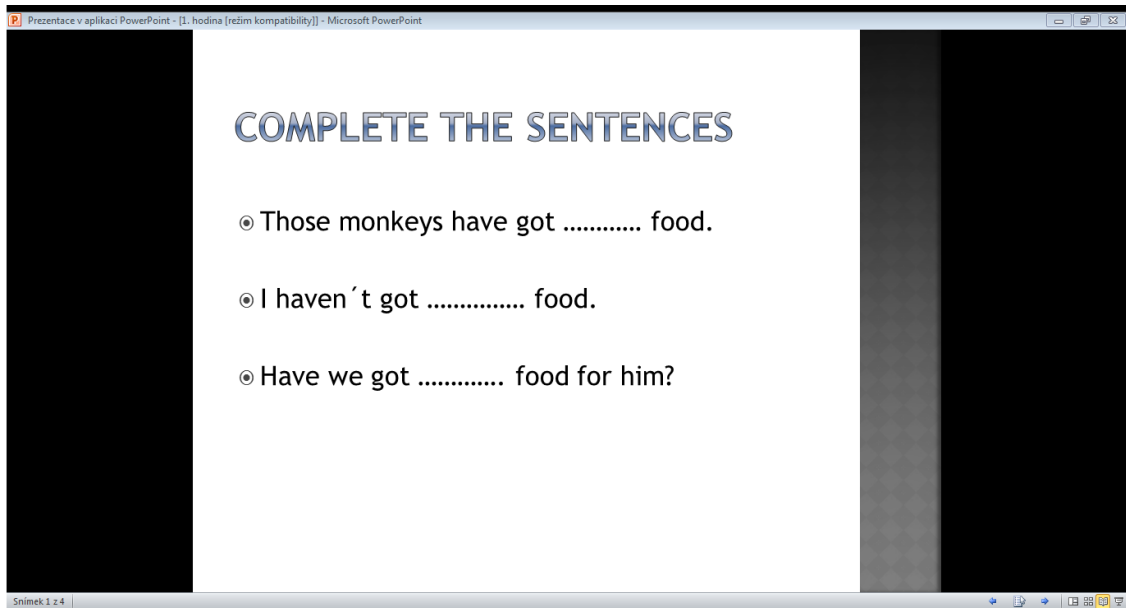 Prezentace v aplikaci PowerPoint - [1. hodina [režim kompatibility]] - Microsoft PowerPoint
COMPLETE THE SENTENCES
Those monkeys have got ............ food.
I haven´t got ............... food.
Have we got ............. food for him?
Snímek 1 z 4